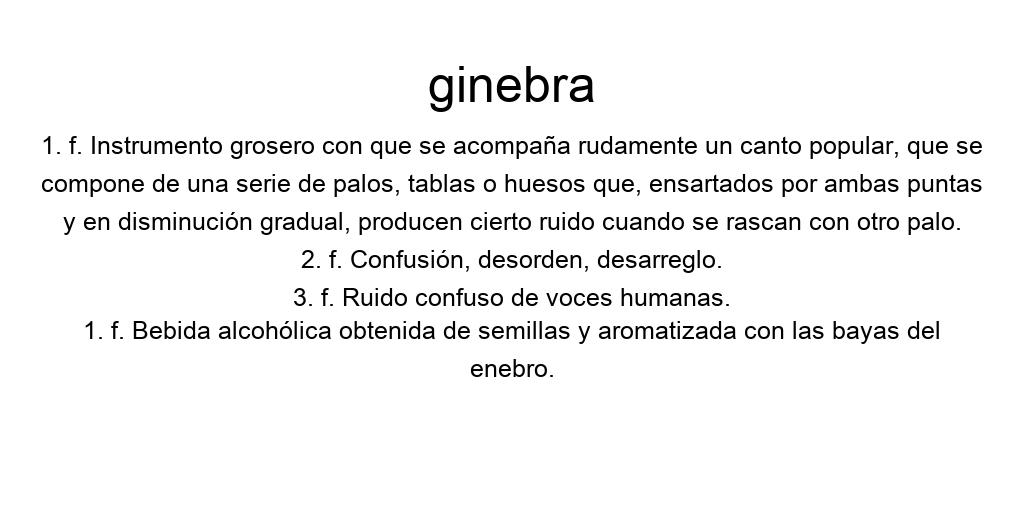 ginebra
1. f. Instrumento grosero con que se acompaña rudamente un canto popular, que se
compone de una serie de palos, tablas o huesos que, ensartados por ambas puntas
y en disminución gradual, producen cierto ruido cuando se rascan con otro palo.
2. f. Confusión, desorden, desarreglo.
3. f. Ruido confuso de voces humanas.
1. f. Bebida alcohólica obtenida de semillas y aromatizada con las bayas del
enebro.